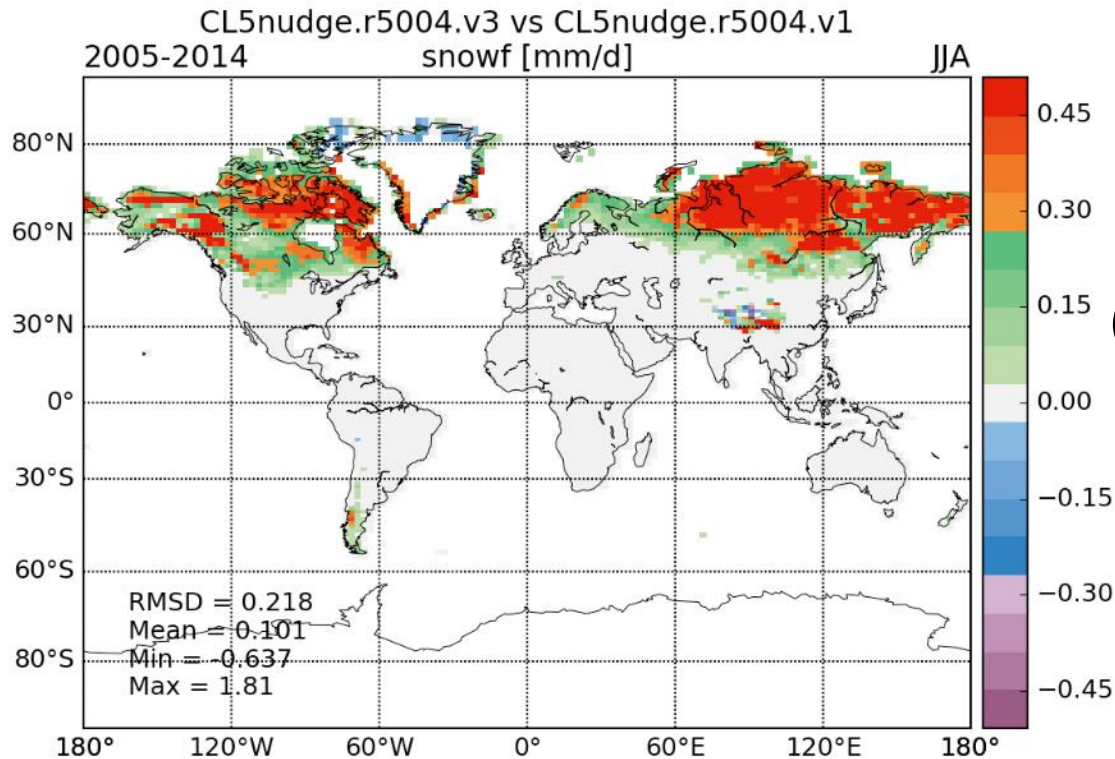 CL5nudge.r5004.v3 vs CL5nudge.r5004.v1
2005-2014 snowf [mm/d] JJA
80°N
60°N
30°N
0°
30°S
60°S
80°S
RMSD = 0.218
Mean = 0.101
Min = -0.637
Max = 1.81
180° 120°W 60°W 0° 60°E 120°E 180°
0.45
0.30
0.15
0.00
−0.15
−0.30
−0.45